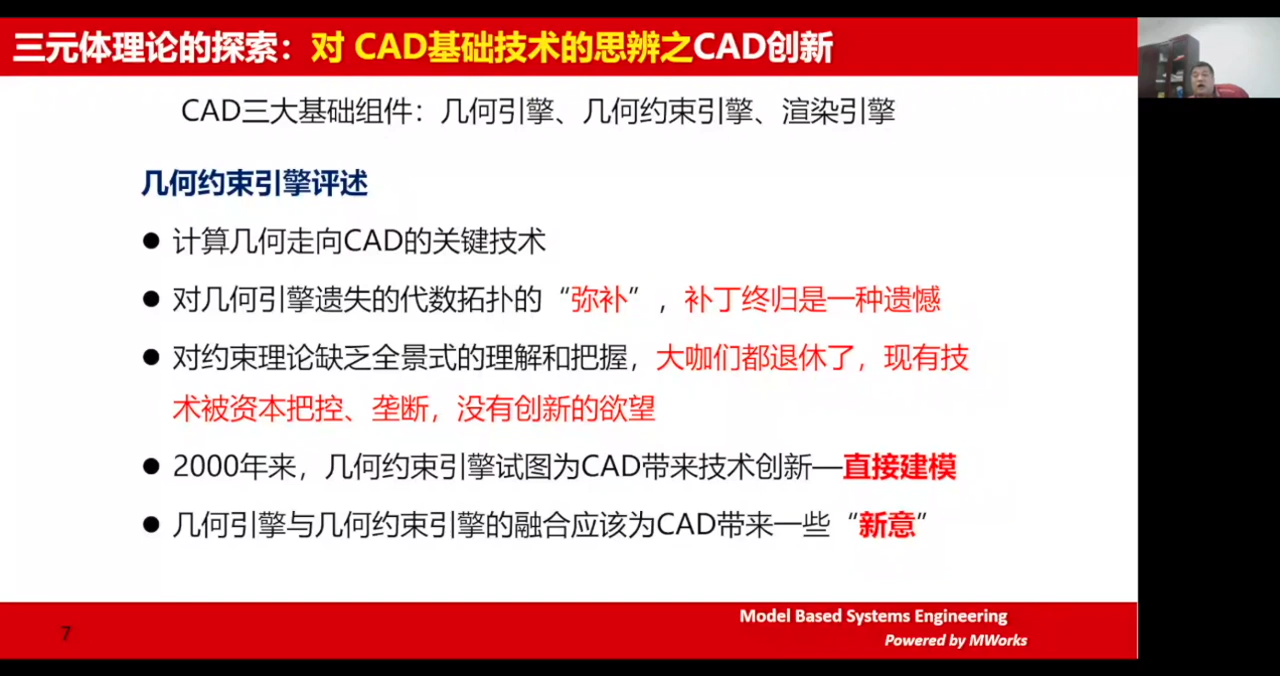 三元体理论的探索：对 CAD基础技术的思辨之CAD创新
CAD三大基础组件：几何引擎、几何约束引擎、渲染引擎
几何约束引擎评述
● 计算几何走向CAD的关键技术
● 对几何引擎遗失的代数拓扑的“弥补”，补丁终归是一种遗憾
● 对约束理论缺乏全景式的理解和把握，大咖们都退休了，现有技
术被资本把控、垄断，没有创新的欲望
● 2000年来，几何约束引擎试图为CAD带来技术创新—直接建模
● 几何引擎与几何约束引擎的融合应该为CAD带来一些“新意”
Model Based Systems Engineering
Powered by MWorks
7